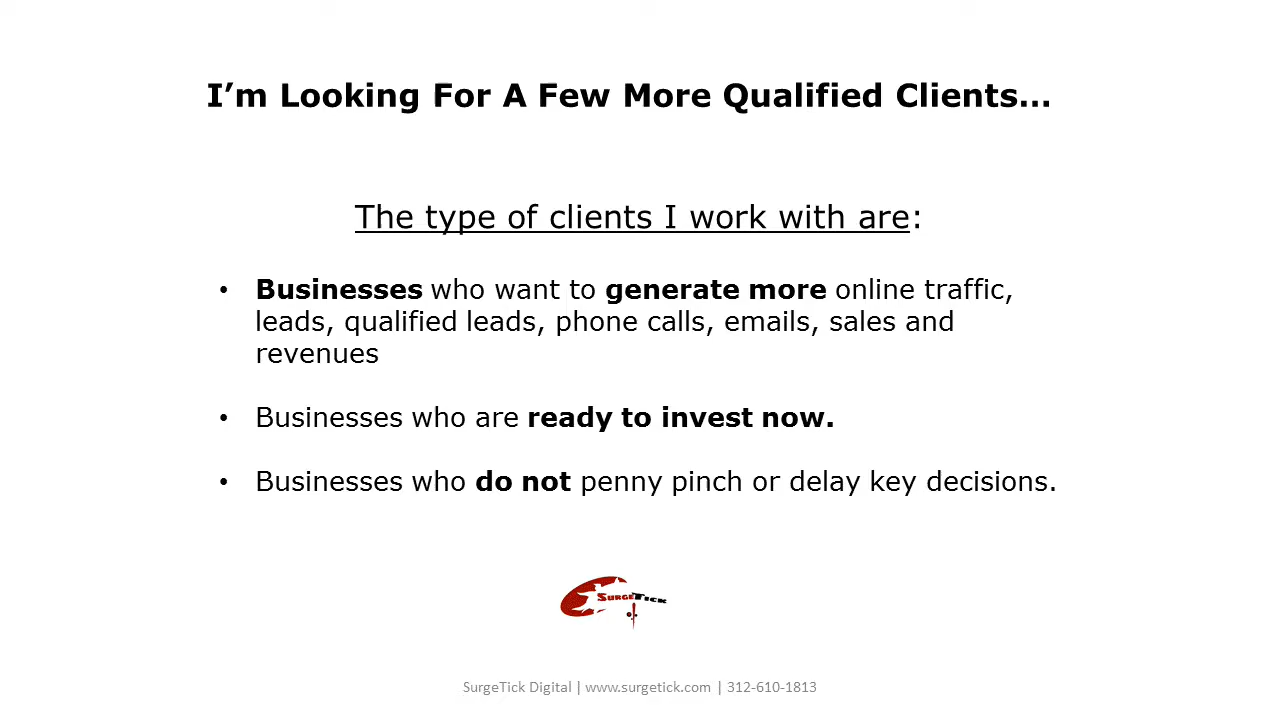 I’m Looking For A Few More Qualified Clients...
The type of clients I work with are:
• Businesses who want to generate more online traffic,
leads, qualified leads, phone calls, emails, sales and
revenues
• Businesses who are ready to invest now.
• Businesses who do not penny pinch or delay key decisions.
SurgeTick
SurgeTick Digital | www.surgetick.com | 312-610-1813